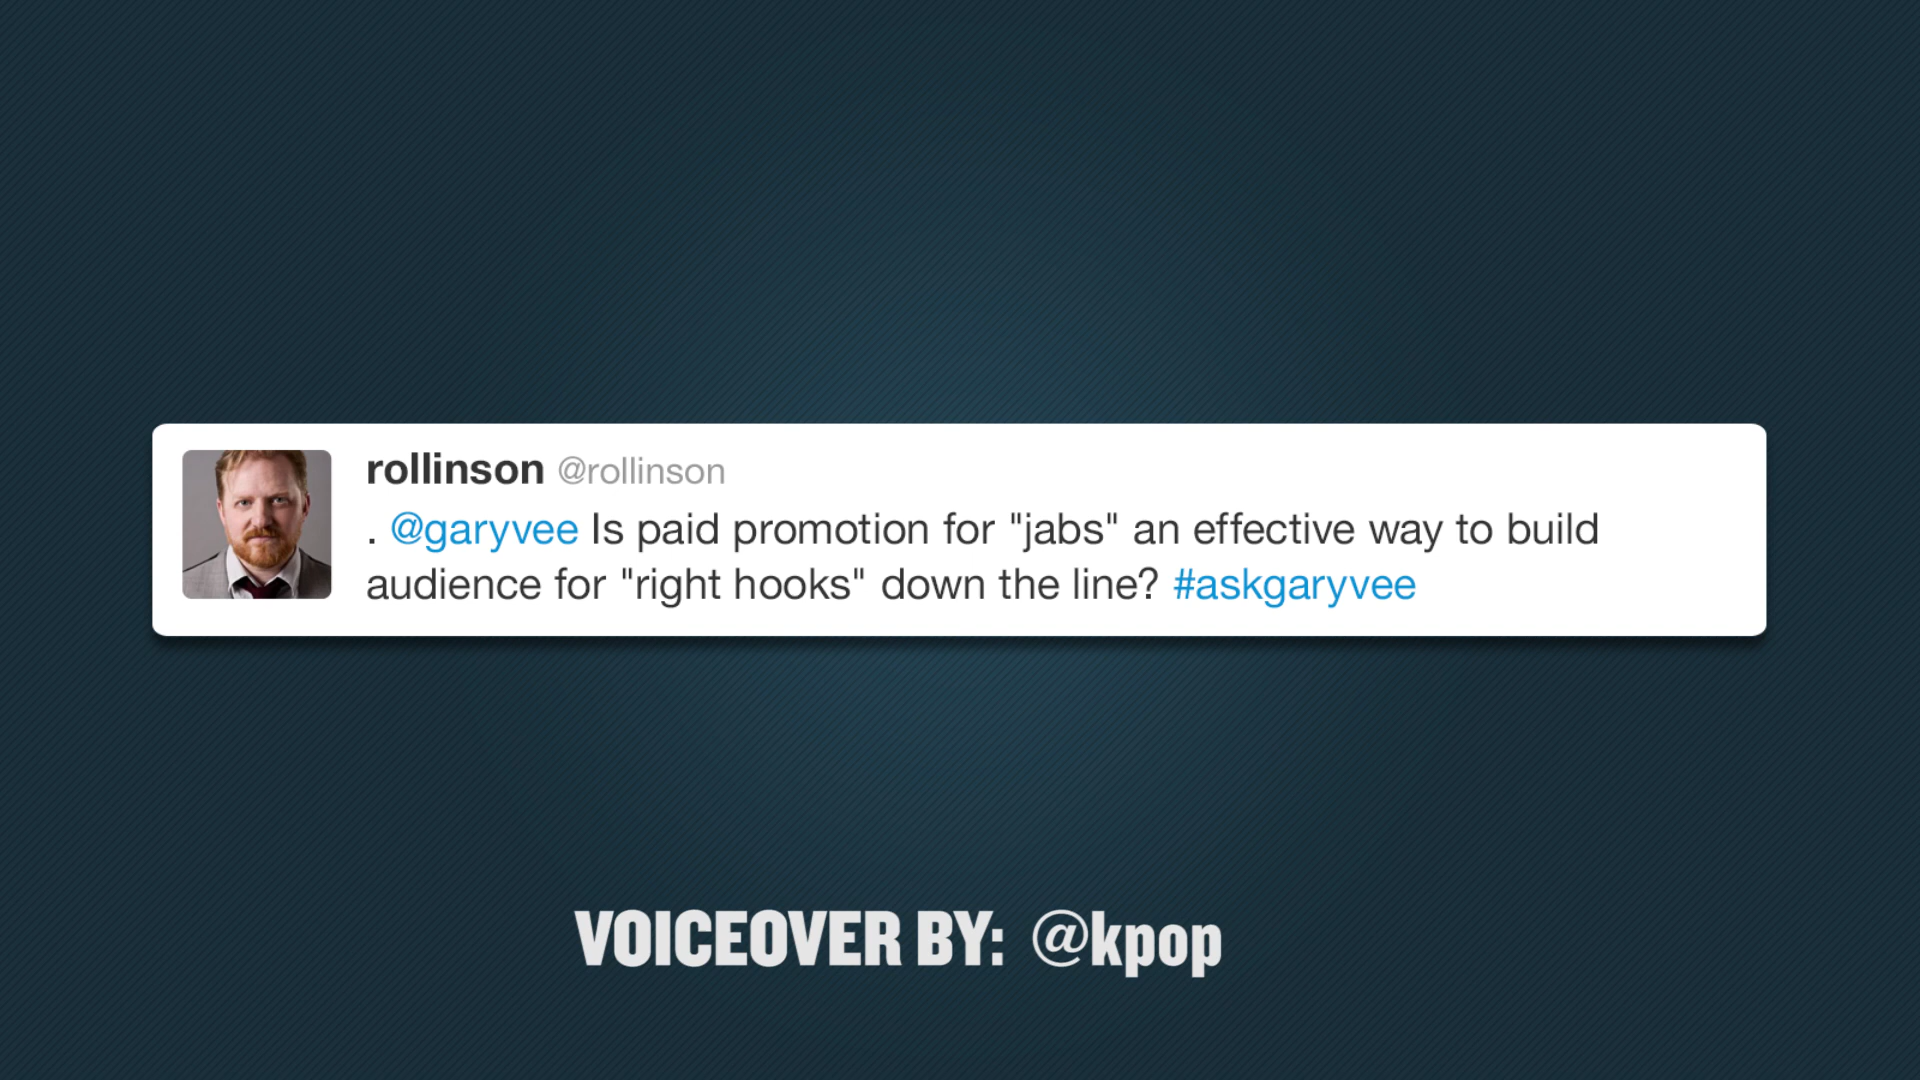 rollinson @rollinson
. @garyvee Is paid promotion for "jabs" an effective way to build
audience for "right hooks" down the line? #askgaryvee
VOICEOVER BY: @kpop